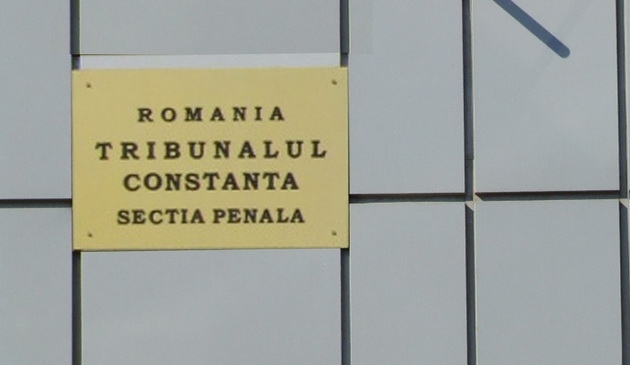 ROMANIA
TRIBUNALUL
CONSTANTA
SECTIA PENALA